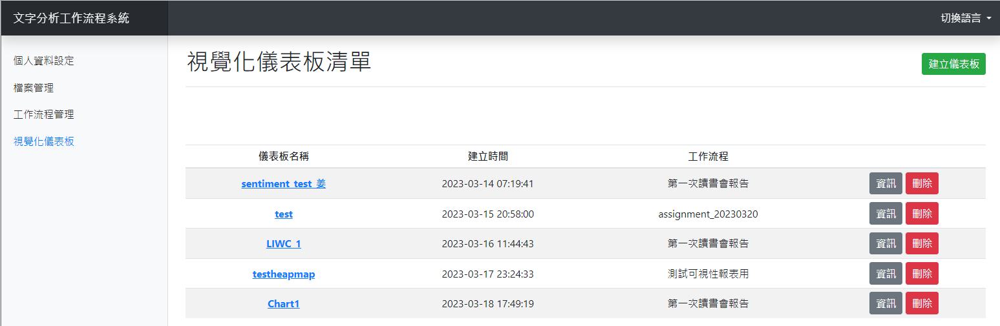 文字分析工作流程系統
切換語言
個人資料設定
檔案管理
工作流程管理
視覺化儀表板
視覺化儀表板清單
建立儀表板
儀表板名稱 建立時間 工作流程
sentiment_test_姜 2023-03-14 07:19:41 第一次讀書會報告 資訊 刪除
test 2023-03-15 20:58:00 assignment_20230320 資訊 刪除
LIWC_1 2023-03-16 11:44:43 第一次讀書會報告 資訊 刪除
testheapmap 2023-03-17 23:24:33 測試可視性報表用 資訊 刪除
Chart1 2023-03-18 17:49:19 第一次讀書會報告 資訊 刪除